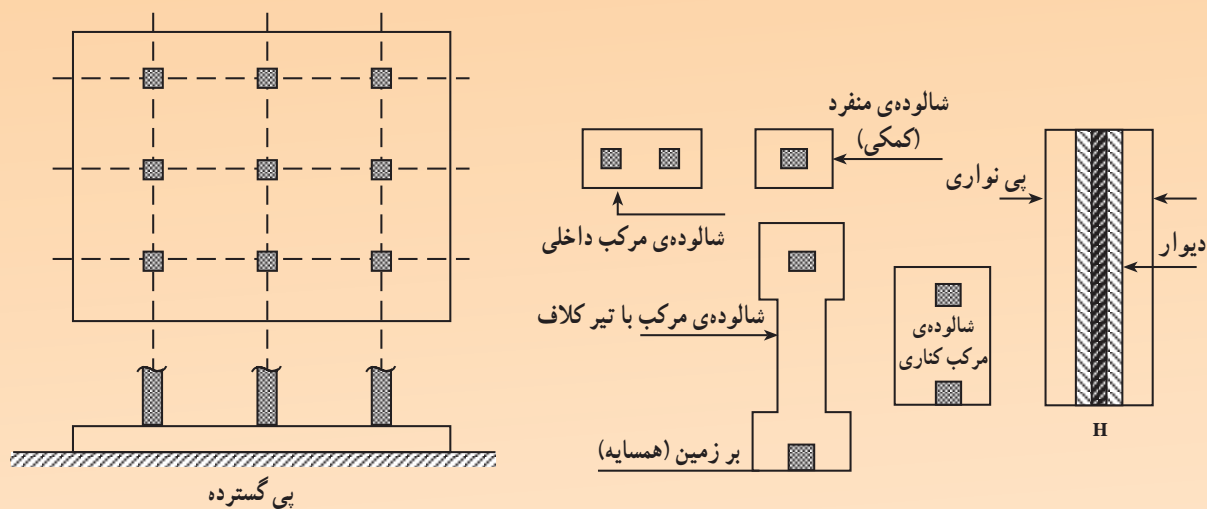 شالوده‌ی منفرد
(کمکی)
پی نواری
شالوده‌ی مرکب داخلی
دیوار
شالوده‌ی مرکب با تیر کلاف
شالوده‌ی
مرکب کناری
H
بر زمین (همسایه)
پی گسترده